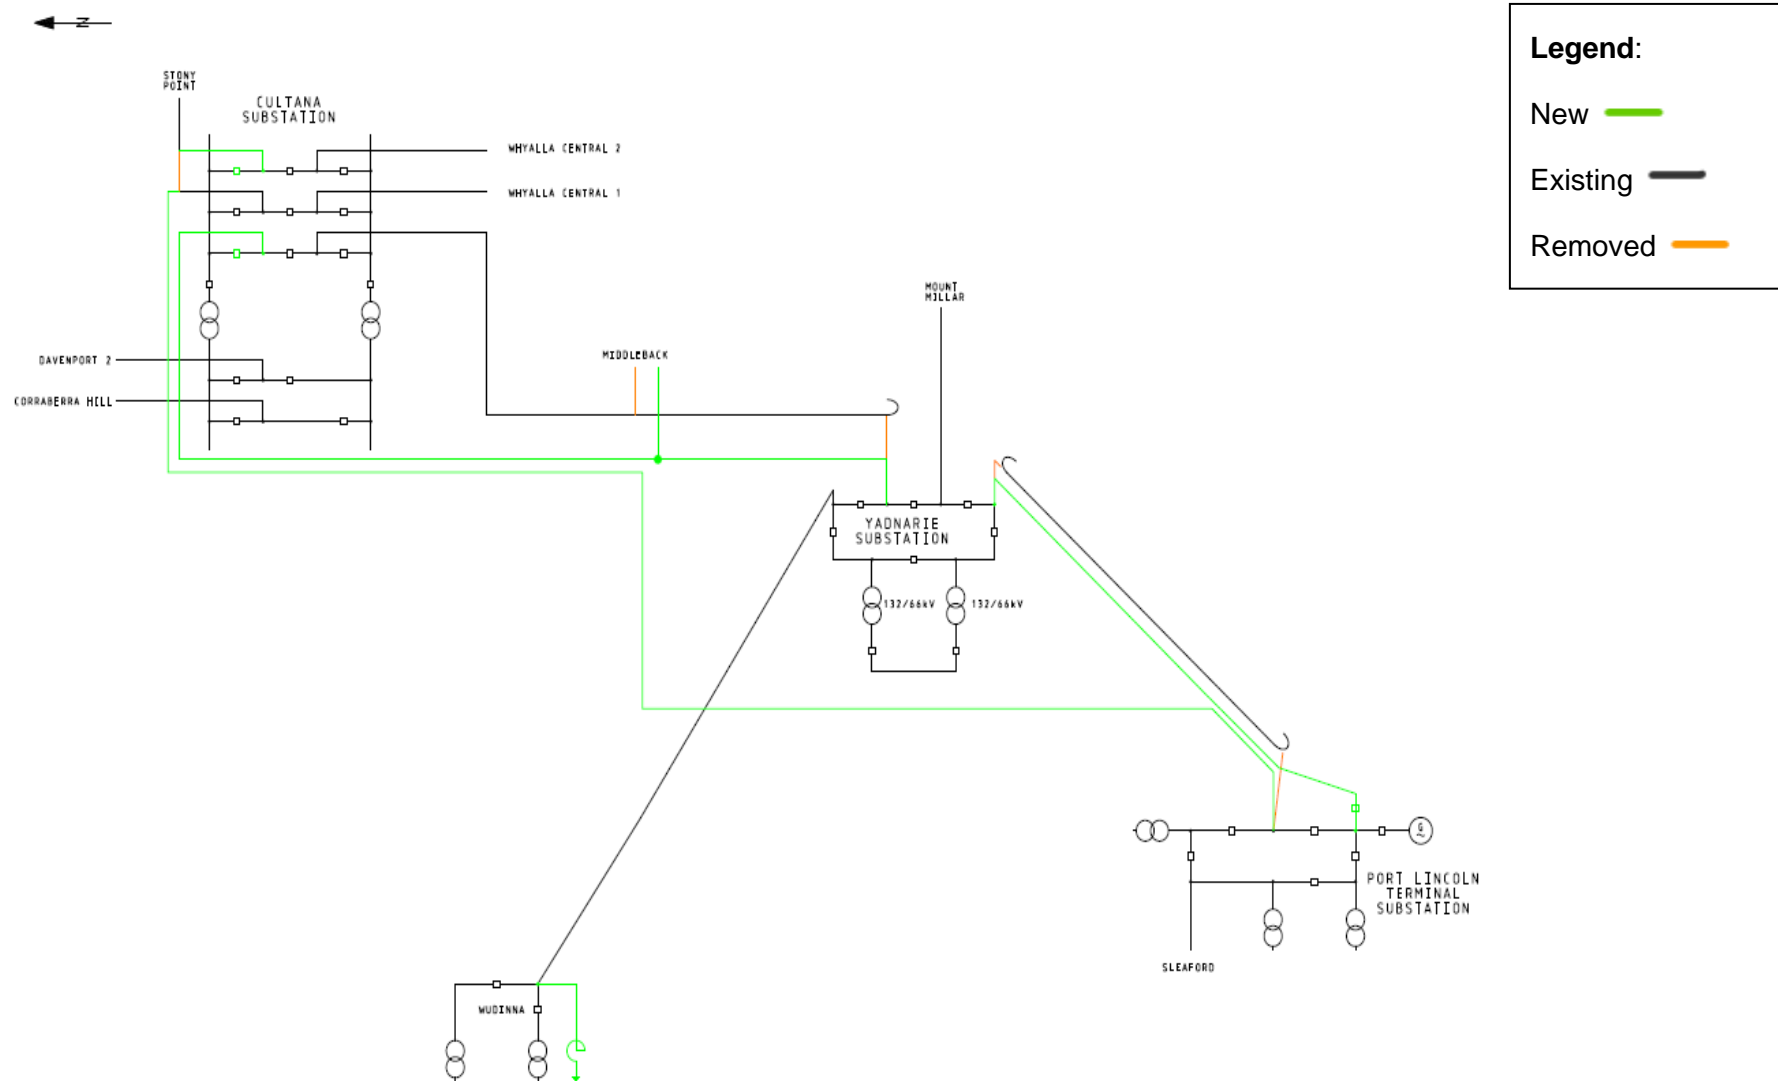 N
Legend:
New
Existing
Removed
STONY
POINT
CULTANA
SUBSTATION
WHYALLA CENTRAL 2
WHYALLA CENTRAL 1
DAVENPORT 2
CORRABERRA HILL
MIDDLEBACK
MOUNT
MILLAR
YADNARIE
SUBSTATION
132/66kV
132/66kV
G
PORT LINCOLN
TERMINAL
SUBSTATION
SLEAFORD
WUDINNA